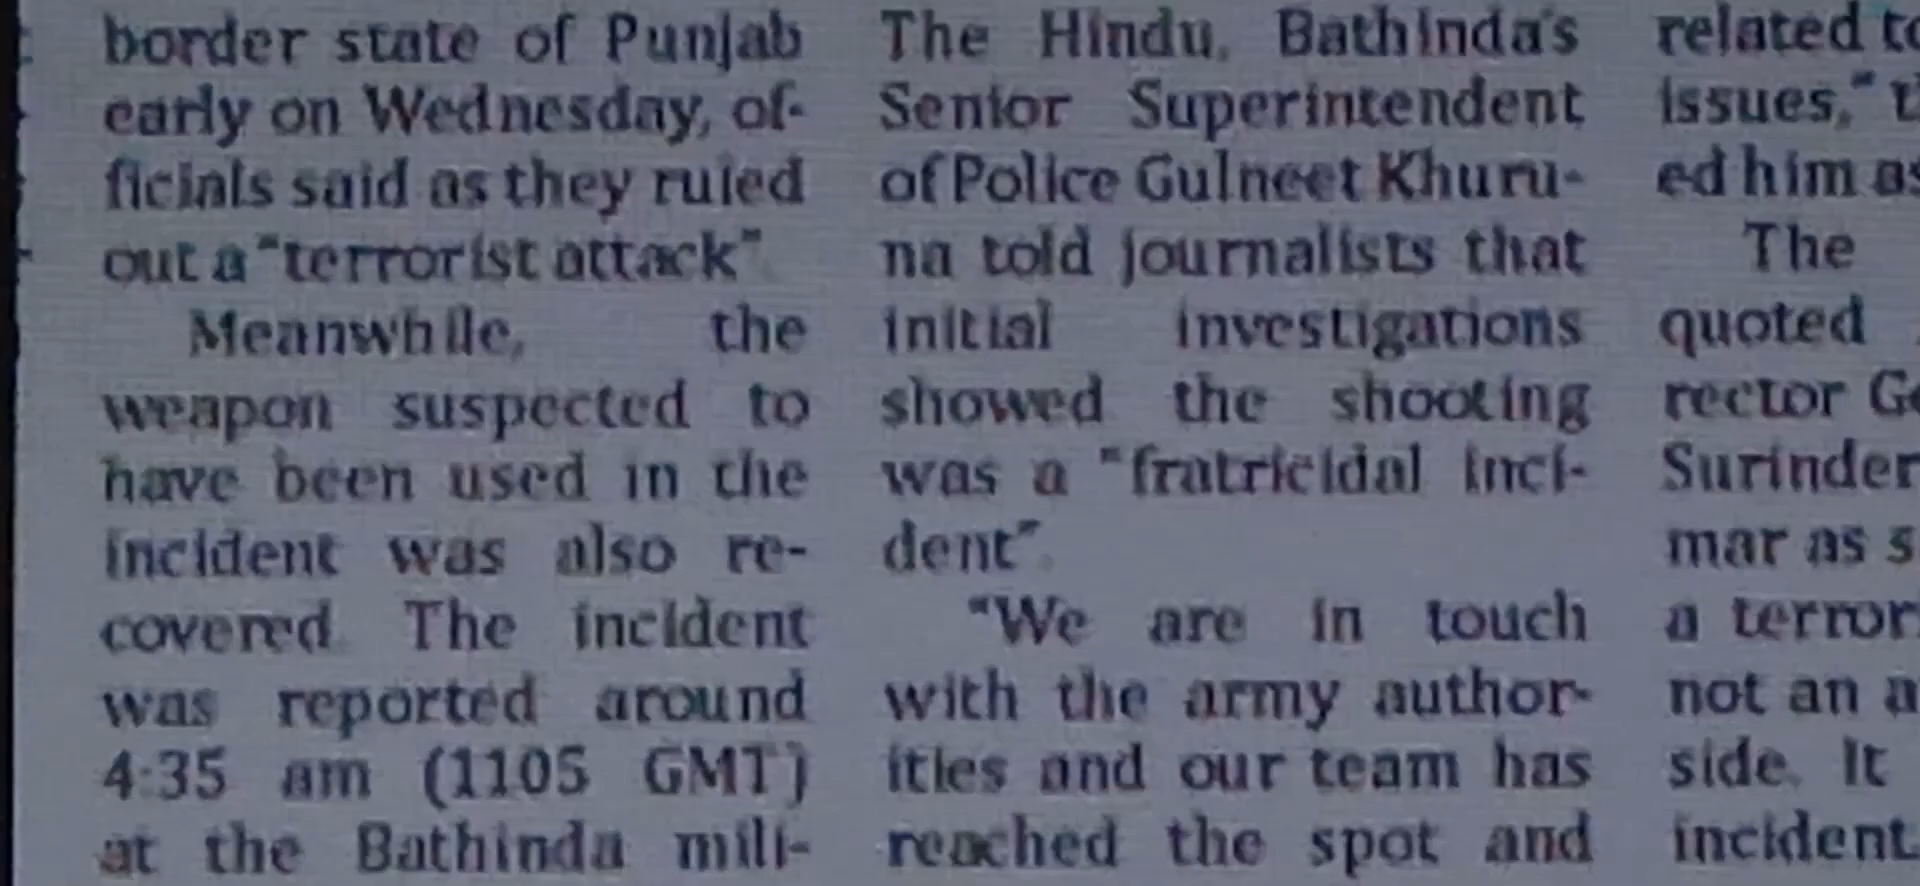 border state of Punjab
early on Wednesday, of-
ficials said as they ruled
out a "terrorist attack"
Meanwhile, the
weapon suspected to
have been used in the
incident was also re-
covered. The incident
was reported around
4:35 am (1105 GMT)
at the Bathinda mili-
The Hindu, Bathinda's
Senior Superintendent
of Police Gulneet Khuru-
na told journalists that
initial investigations
showed the shooting
was a "fratricidal inci-
dent".
"We are in touch
with the army author-
ities and our team has
reached the spot and
related to
issues,"
ed him as
The
quoted
rector
Surinder
mar as
a
not an
side. It
incident.